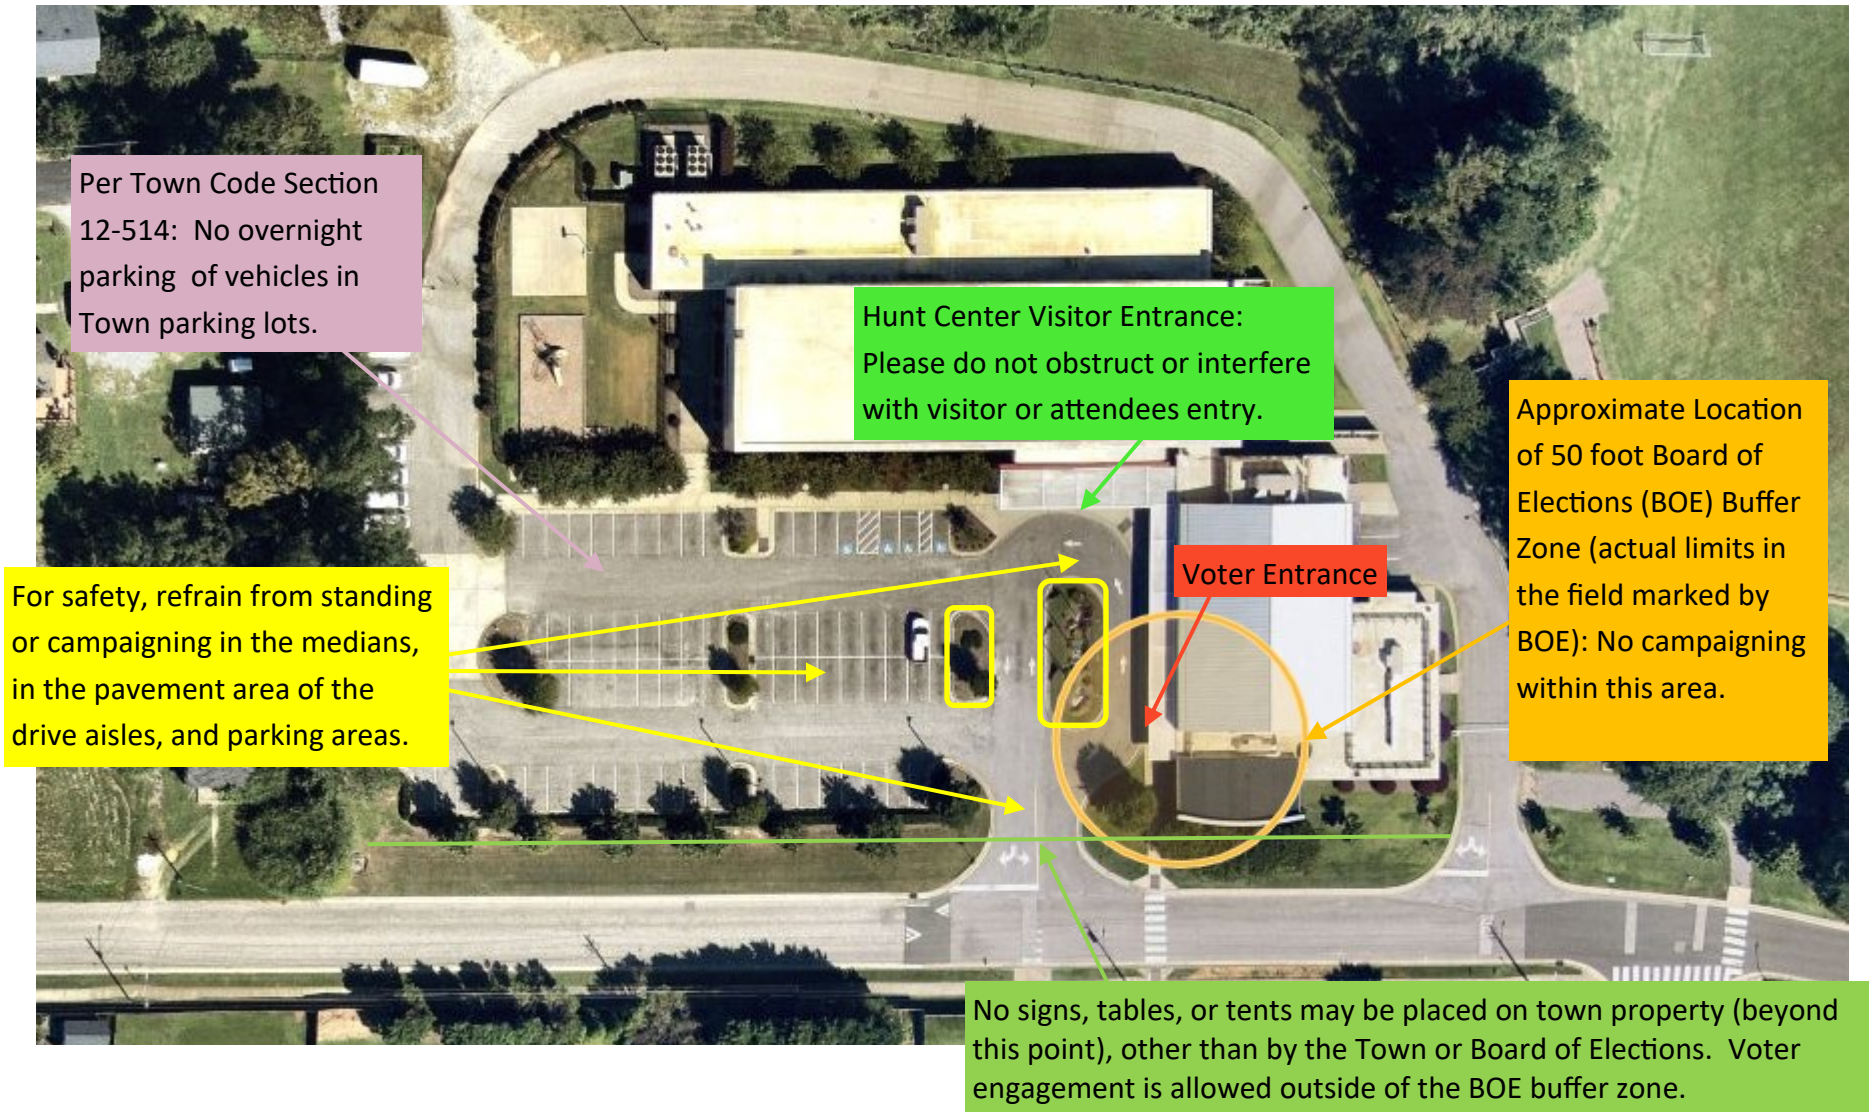 Per Town Code Section
12-514:  No overnight
parking  of vehicles in
Town parking lots.
Hunt Center Visitor Entrance:
Please do not obstruct or interfere
with visitor or attendees entry.
Approximate Location
of 50 foot Board of
Elections (BOE) Buffer
Zone (actual limits in
the field marked by
BOE): No campaigning
within this area.
Voter Entrance
For safety, refrain from standing
or campaigning in the medians,
in the pavement area of the
drive aisles, and parking areas.
No signs, tables, or tents may be placed on town property (beyond
this point), other than by the Town or Board of Elections.  Voter
engagement is allowed outside of the BOE buffer zone.